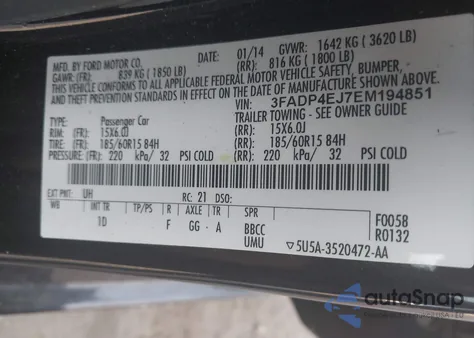 MFD. BY FORD MOTOR CO.
DATE: 01/14 GVWR: 1642 KG ( 3620 LB)
GAWR: (FR) 839 KG ( 1850 LB) (RR) 816 KG ( 1800 LB)
THIS VEHICLE CONFORMS TO ALL APPLICABLE FEDERAL MOTOR VEHICLE SAFETY, BUMPER,
AND THEFT PREVENTION STANDARDS IN EFFECT ON THE DATE OF MANUFACTURE SHOWN ABOVE.
VIN: 3FADP4EJ7EM194851
TYPE: Passenger Car TRAILER TOWING - SEE OWNER GUIDE
RIM: 15X6.0J 15X6.0J
TIRE: 185/60R15 84H 185/60R15 84H
PRESSURE: (FR) 220 kPa/ 32 PSI COLD (RR) 220 kPa/ 32 PSI COLD
EXT PNT: UH RC: 21 DSO: F0058
WB INT TR TP/PS R AXLE TR SPR R0132
1D F GG A BBCC
UMU ▽5U5A-3520472-AA
autoSnap